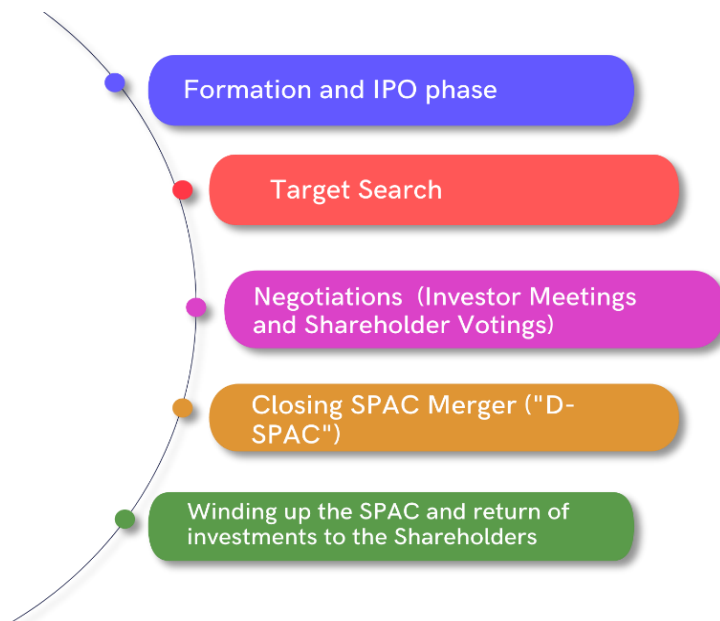 Formation and IPO phase
Target Search
Negotiations  (Investor Meetings
and Shareholder Votings)
Closing SPAC Merger ("D-
SPAC")
Winding up the SPAC and return of
investments to the Shareholders